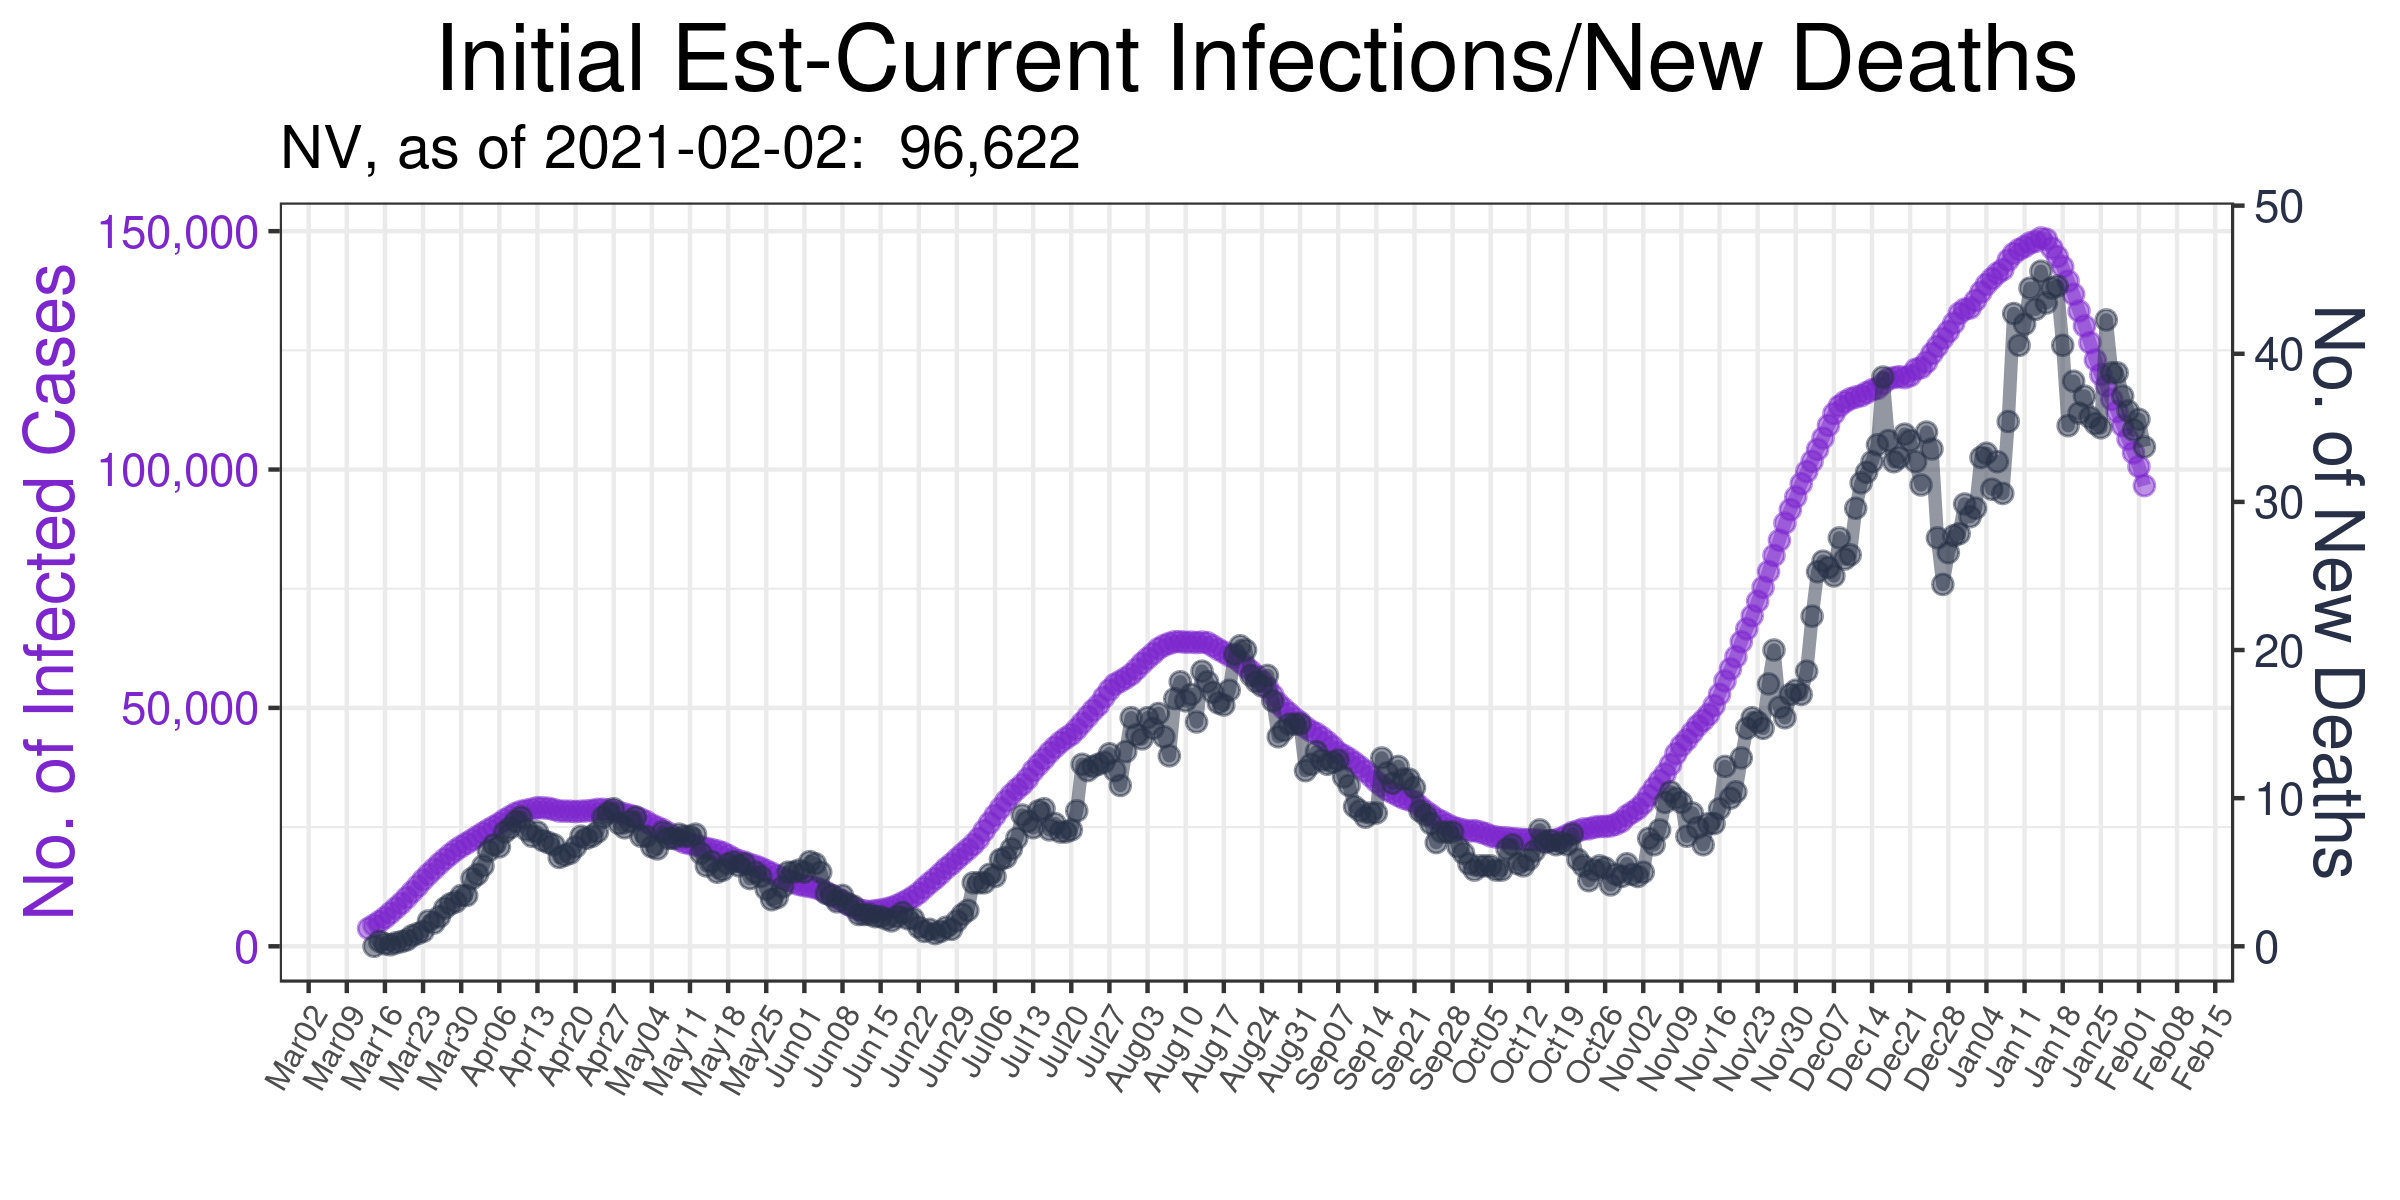 Initial Est-Current Infections/New Deaths
NV, as of 2021-02-02:  96,622
No. of Infected Cases
150,000
100,000
50,000
0
50
40
30
20
10
0
No. of New Deaths
Mar02
Mar09
Mar16
Mar23
Mar30
Apr06
Apr13
Apr20
Apr27
May04
May11
May18
May25
Jun01
Jun08
Jun15
Jun22
Jun29
Jul06
Jul13
Jul20
Jul27
Aug03
Aug10
Aug17
Aug24
Aug31
Sep07
Sep14
Sep21
Sep28
Oct05
Oct12
Oct19
Oct26
Nov02
Nov09
Nov16
Nov23
Nov30
Dec07
Dec14
Dec21
Dec28
Jan04
Jan11
Jan18
Jan25
Feb01
Feb08
Feb15